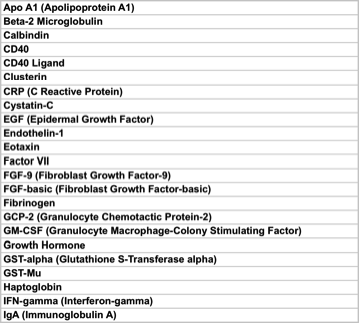 Apo A1 (Apolipoprotein A1)
Beta-2 Microglobulin
Calbindin
CD40
CD40 Ligand
Clusterin
CRP (C Reactive Protein)
Cystatin-C
EGF (Epidermal Growth Factor)
Endothelin-1
Eotaxin
Factor VII
FGF-9 (Fibroblast Growth Factor-9)
FGF-basic (Fibroblast Growth Factor-basic)
Fibrinogen
GCP-2 (Granulocyte Chemotactic Protein-2)
GM-CSF (Granulocyte Macrophage-Colony Stimulating Factor)
Growth Hormone
GST-alpha (Glutathione S-Transferase alpha)
GST-Mu
Haptoglobin
IFN-gamma (Interferon-gamma)
IgA (Immunoglobulin A)